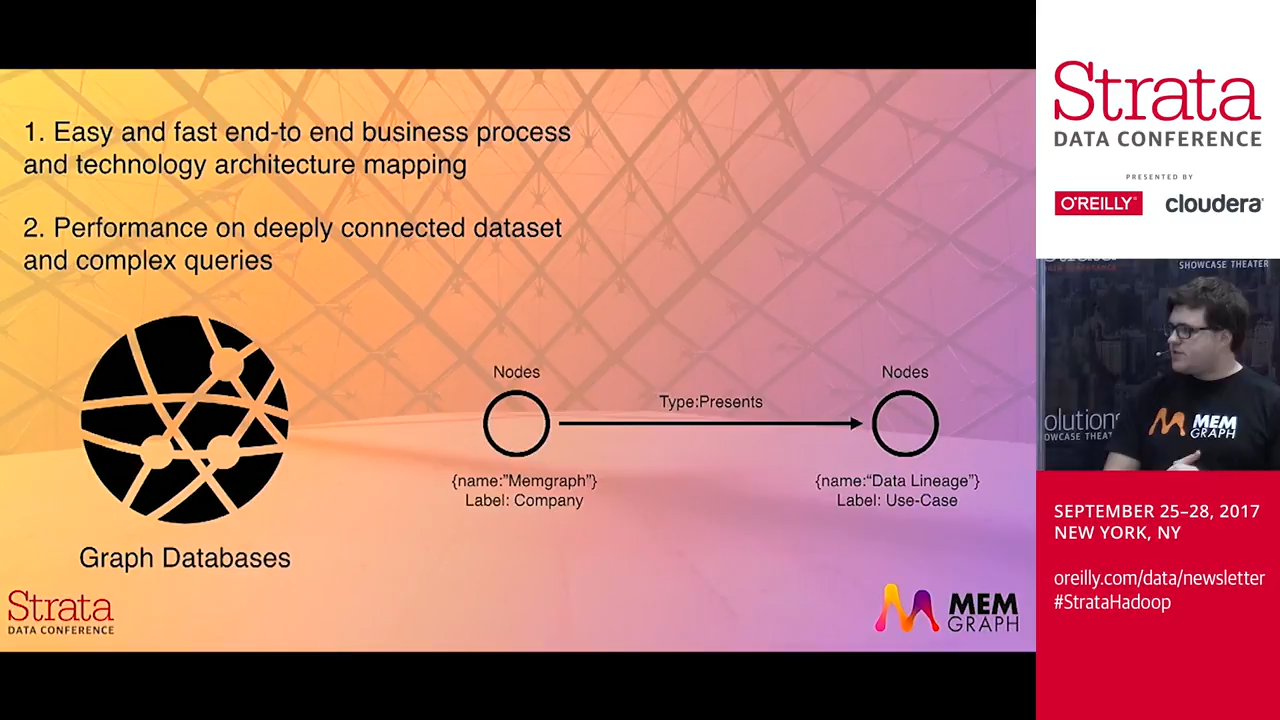 1. Easy and fast end-to end business process
and technology architecture mapping
2. Performance on deeply connected dataset
and complex queries
Nodes
Nodes
Type:Presents
{name:”Memgraph”}
Label: Company
{name:“Data Lineage”}
Label: Use-Case
Graph Databases
Strata
DATA CONFERENCE
MEM
GRAPH
Strata
DATA CONFERENCE
PRESENTED BY
O'REILLY®
cloudera
SHOWCASE THEATER
MEM
GRAPH
SEPTEMBER 25–28, 2017
NEW YORK, NY
oreilly.com/data/newsletter
#StrataHadoop